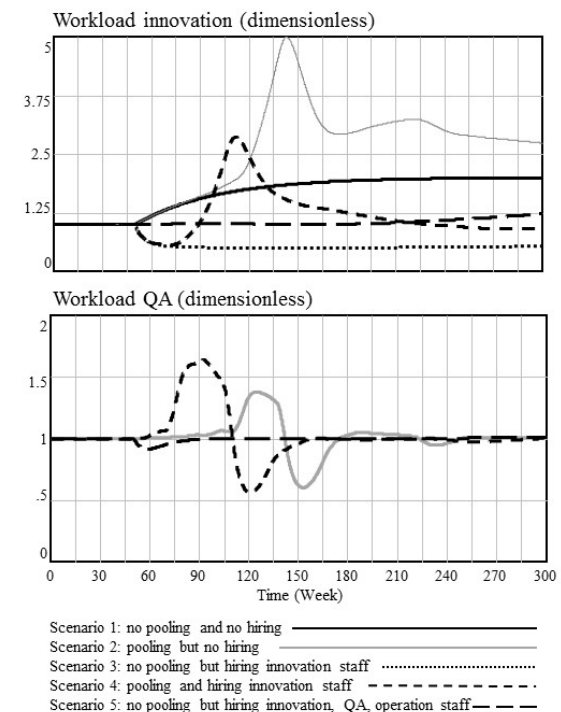 Workload innovation (dimensionless)
5
3.75
2.5
1.25
0
Workload QA (dimensionless)
2
1.5
1
.5
0
0 30 60 90 120 150 180 210 240 270 300
Time (Week)
Scenario 1: no pooling and no hiring
Scenario 2: pooling but no hiring
Scenario 3: no pooling but hiring innovation staff
Scenario 4: pooling and hiring innovation staff
Scenario 5: no pooling but hiring innovation, QA, operation staff